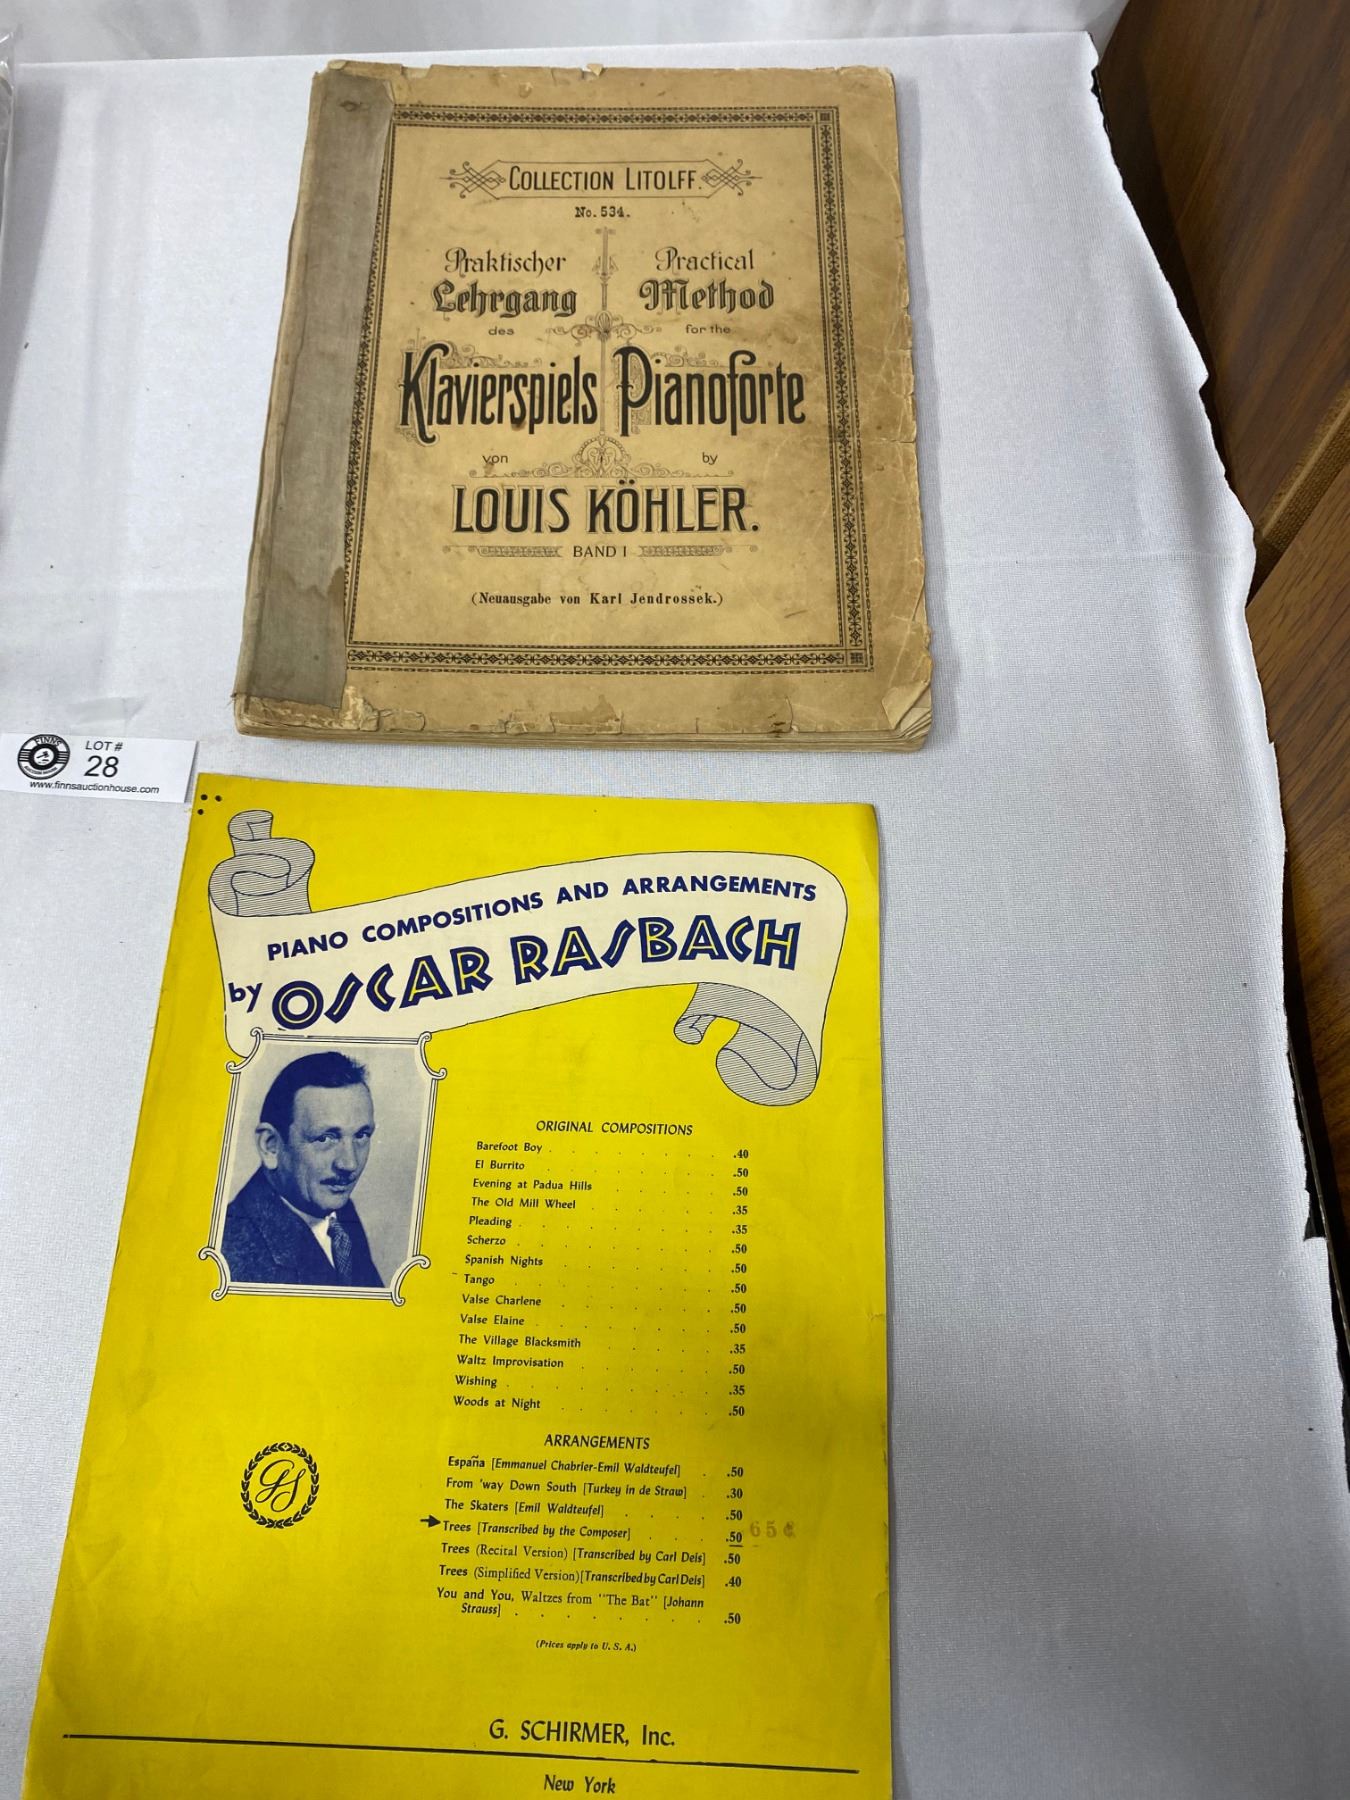 COLLECTION LITOLFF.
No. 534.
Praktischer
Lehrgang
des
Klavierspiels
von
Practical
Method
for the
Pianoforte
by
LOUIS KÖHLER.
BAND I
(Neuausgabe von Karl Jendrossek.)
FINNS
LOT #
28
www.finnsauctionhouse.com
PIANO COMPOSITIONS AND ARRANGEMENTS
by OSCAR RASBACH
ORIGINAL COMPOSITIONS
Barefoot Boy . . . . . . . . .40
El Burrito . . . . . . . . .50
Evening at Padua Hills . . . . . .50
The Old Mill Wheel . . . . . . .35
Pleading . . . . . . . . .35
Scherzo . . . . . . . . .50
Spanish Nights . . . . . . . .50
Tango . . . . . . . . .50
Valse Charlene . . . . . . . .50
Valse Elaine . . . . . . . . .50
The Village Blacksmith . . . . . .35
Waltz Improvisation . . . . . . .50
Wishing . . . . . . . . .35
Woods at Night . . . . . . . .50
ARRANGEMENTS
España [Emmanuel Chabrier-Emil Waldteufel] . .50
From 'way Down South [Turkey in de Straw] . .30
The Skaters [Emil Waldteufel] . . . . .50
Trees [Transcribed by the Composer] . . . .50 65¢
Trees (Recital Version) [Transcribed by Carl Deis] .50
Trees (Simplified Version) [Transcribed by Carl Deis] .40
You and You, Waltzes from "The Bat" [Johann
Strauss] . . . . . . . . .50
(Prices apply to U. S. A.)
GS
G. SCHIRMER, Inc.
New York